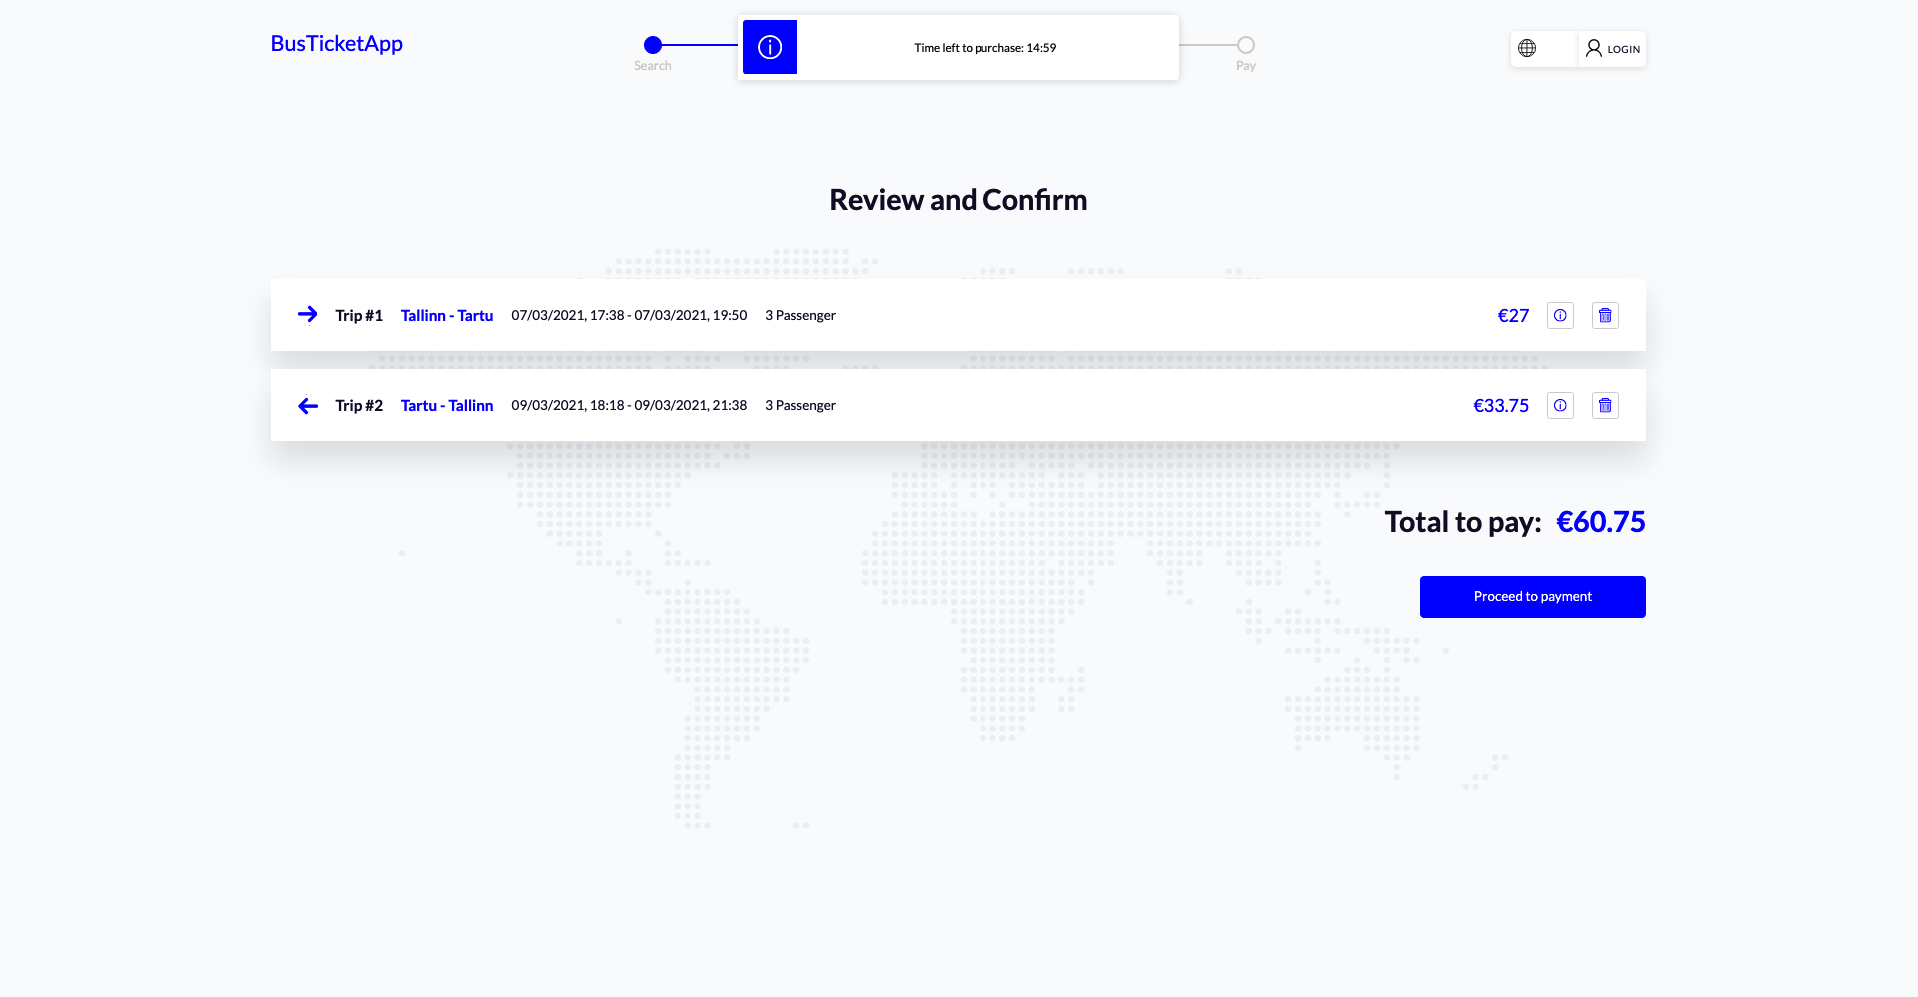 BusTicketApp
Search
Time left to purchase: 14:59
Pay
LOGIN
Review and Confirm
Trip #1 Tallinn - Tartu 07/03/2021, 17:38 - 07/03/2021, 19:50 3 Passenger €27
Trip #2 Tartu - Tallinn 09/03/2021, 18:18 - 09/03/2021, 21:38 3 Passenger €33.75
Total to pay: €60.75
Proceed to payment